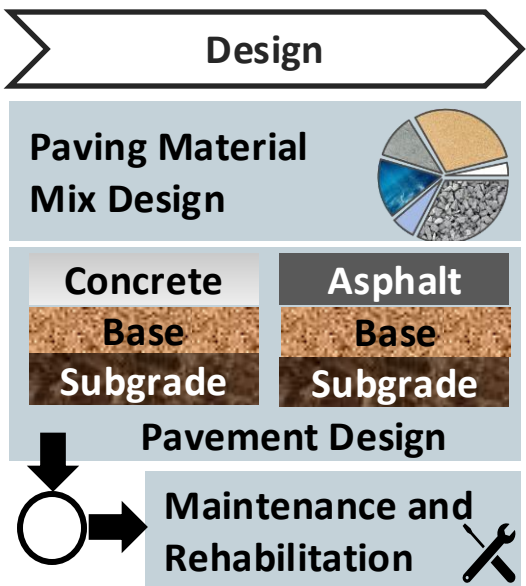 Design
Paving Material
Mix Design
Concrete
Base
Subgrade
Asphalt
Base
Subgrade
Pavement Design
Maintenance and
Rehabilitation